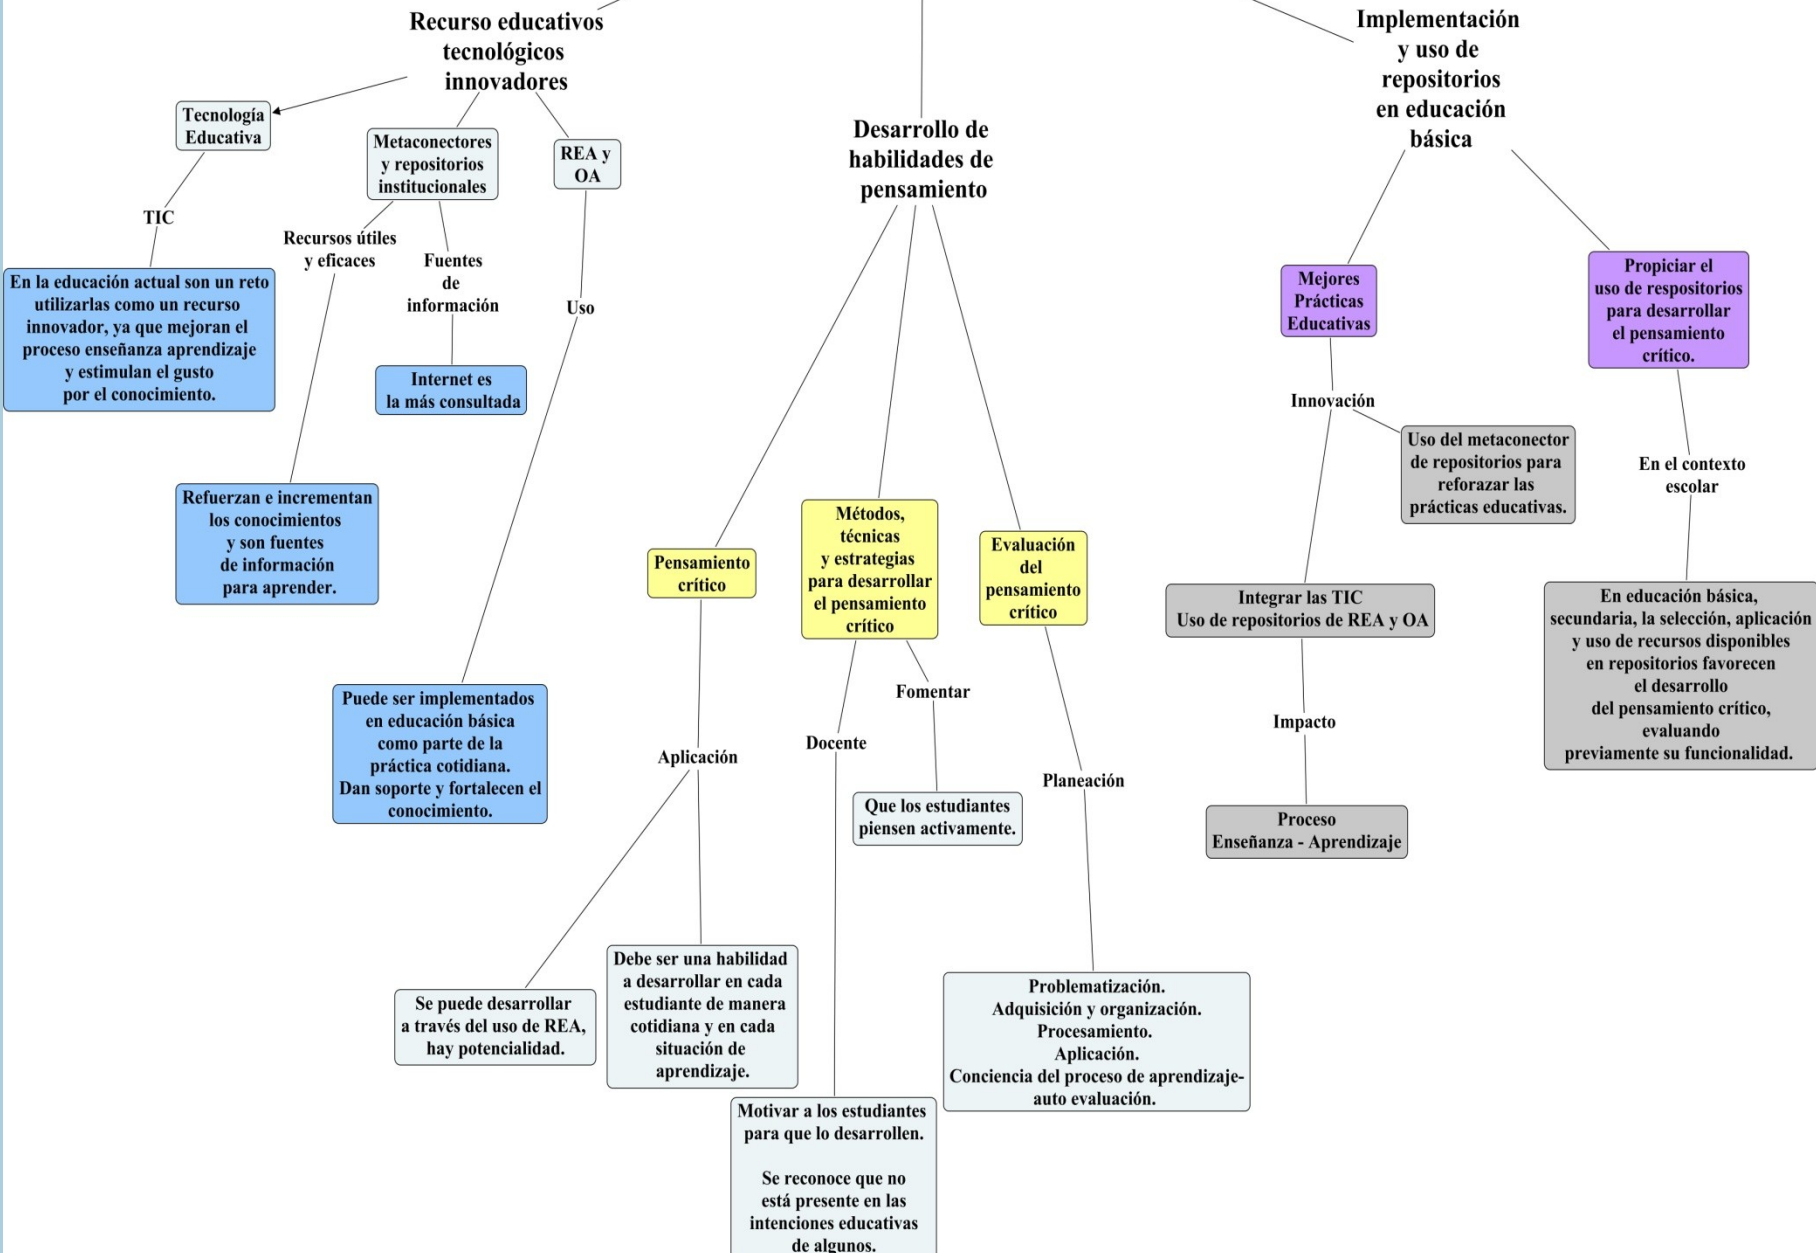 Recurso educativos
tecnológicos
innovadores
Tecnología
Educativa
TIC
En la educación actual son un reto
utilizarlas como un recurso
innovador, ya que mejoran el
proceso enseñanza aprendizaje
y estimulan el gusto
por el conocimiento.
Metaconectores
y repositorios
institucionales
Recursos útiles
y eficaces
Refuerzan e incrementan
los conocimientos
y son fuentes
de información
para aprender.
Fuentes
de
información
Internet es
la más consultada
REA y
OA
Uso
Puede ser implementados
en educación básica
como parte de la
práctica cotidiana.
Dan soporte y fortalecen el
conocimiento.
Desarrollo de
habilidades de
pensamiento
Pensamiento
crítico
Aplicación
Se puede desarrollar
a través del uso de REA,
hay potencialidad.
Debe ser una habilidad
a desarrollar en cada
estudiante de manera
cotidiana y en cada
situación de
aprendizaje.
Métodos,
técnicas
y estrategias
para desarrollar
el pensamiento
crítico
Docente
Motivar a los estudiantes
para que lo desarrollen.
Se reconoce que no
está presente en las
intenciones educativas
de algunos.
Fomentar
Que los estudiantes
piensen activamente.
Evaluación
del
pensamiento
crítico
Planeación
Problematización.
Adquisición y organización.
Procesamiento.
Aplicación.
Conciencia del proceso de aprendizaje-
auto evaluación.
Implementación
y uso de
repositorios
en educación
básica
Mejores
Prácticas
Educativas
Innovación
Uso del metaconector
de repositorios para
reforazar las
prácticas educativas.
Integrar las TIC
Uso de repositorios de REA y OA
Impacto
Proceso
Enseñanza - Aprendizaje
Propiciar el
uso de respositorios
para desarrollar
el pensamiento
crítico.
En el contexto
escolar
En educación básica,
secundaria, la selección, aplicación
y uso de recursos disponibles
en repositorios favorecen
el desarrollo
del pensamiento crítico,
evaluando
previamente su funcionalidad.